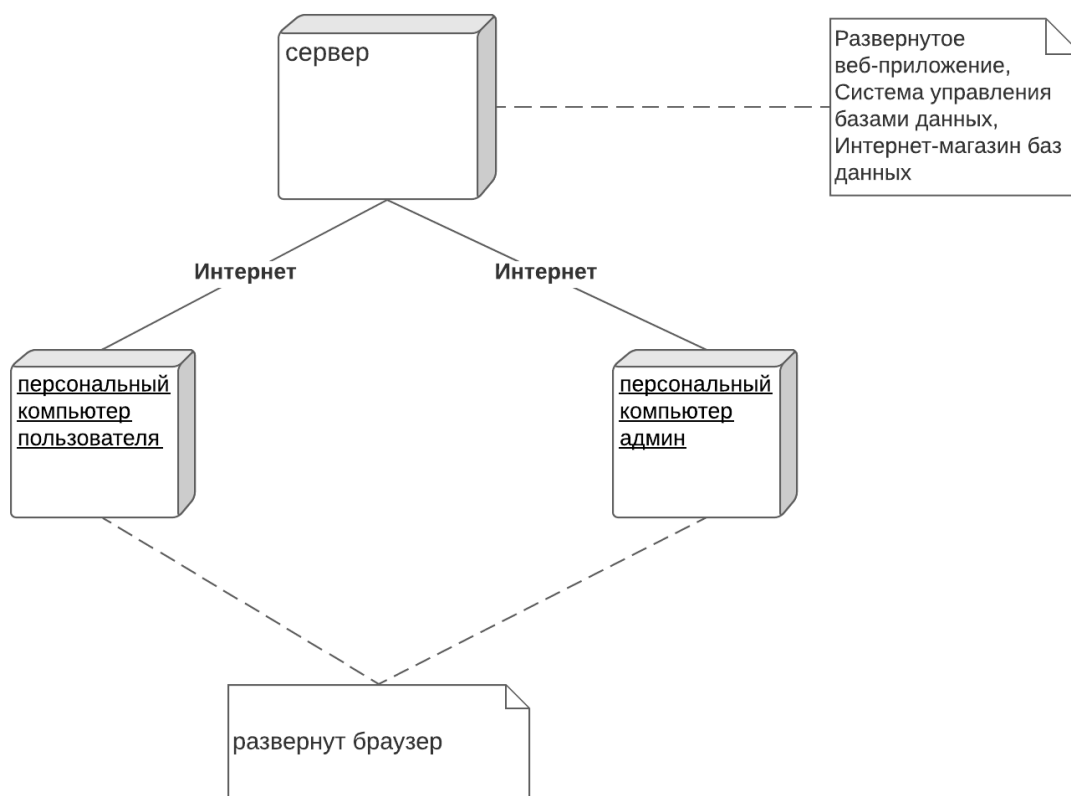 сервер
Развернутое
веб-приложение,
Система управления
базами данных,
Интернет-магазин баз
данных
Интернет
Интернет
персональный
компьютер
пользователя
персональный
компьютер
админ
развернут браузер